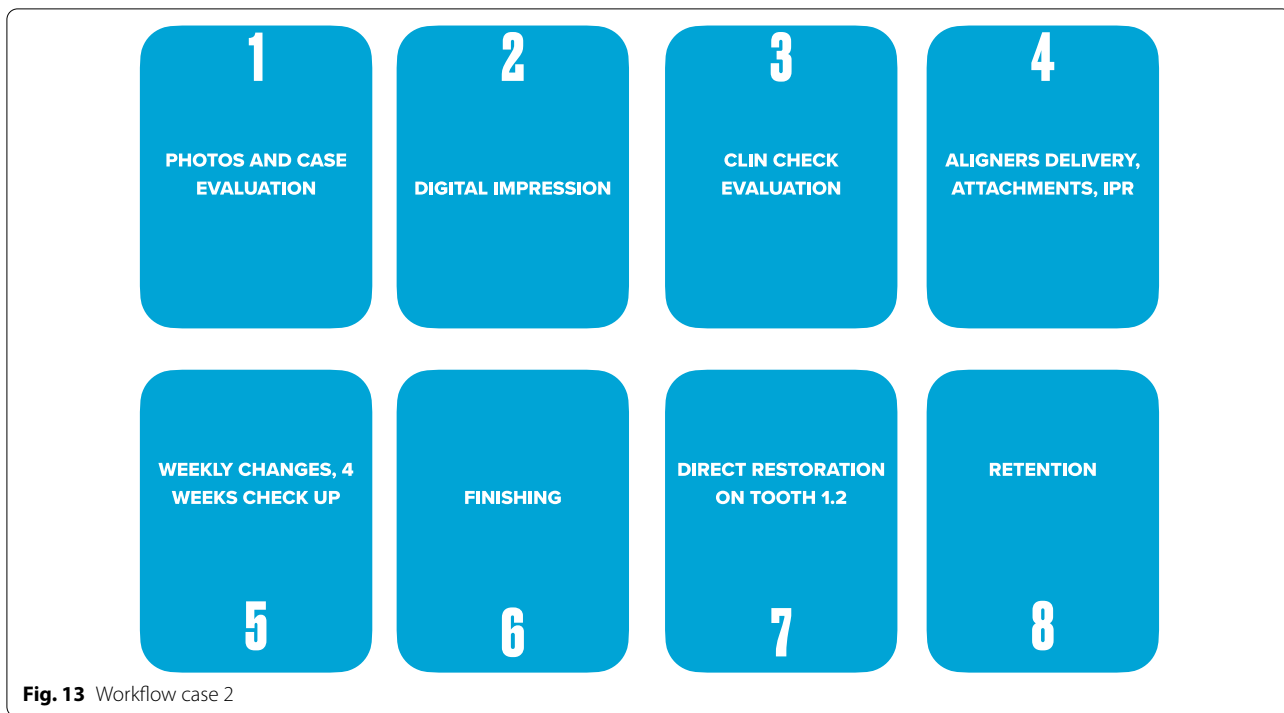 1
PHOTOS AND CASE
EVALUATION
2
DIGITAL IMPRESSION
3
CLIN CHECK
EVALUATION
4
ALIGNERS DELIVERY,
ATTACHMENTS, IPR
WEEKLY CHANGES, 4
WEEKS CHECK UP
5
FINISHING
6
DIRECT RESTORATION
ON TOOTH 1.2
7
RETENTION
8
Fig. 13 Workflow case 2